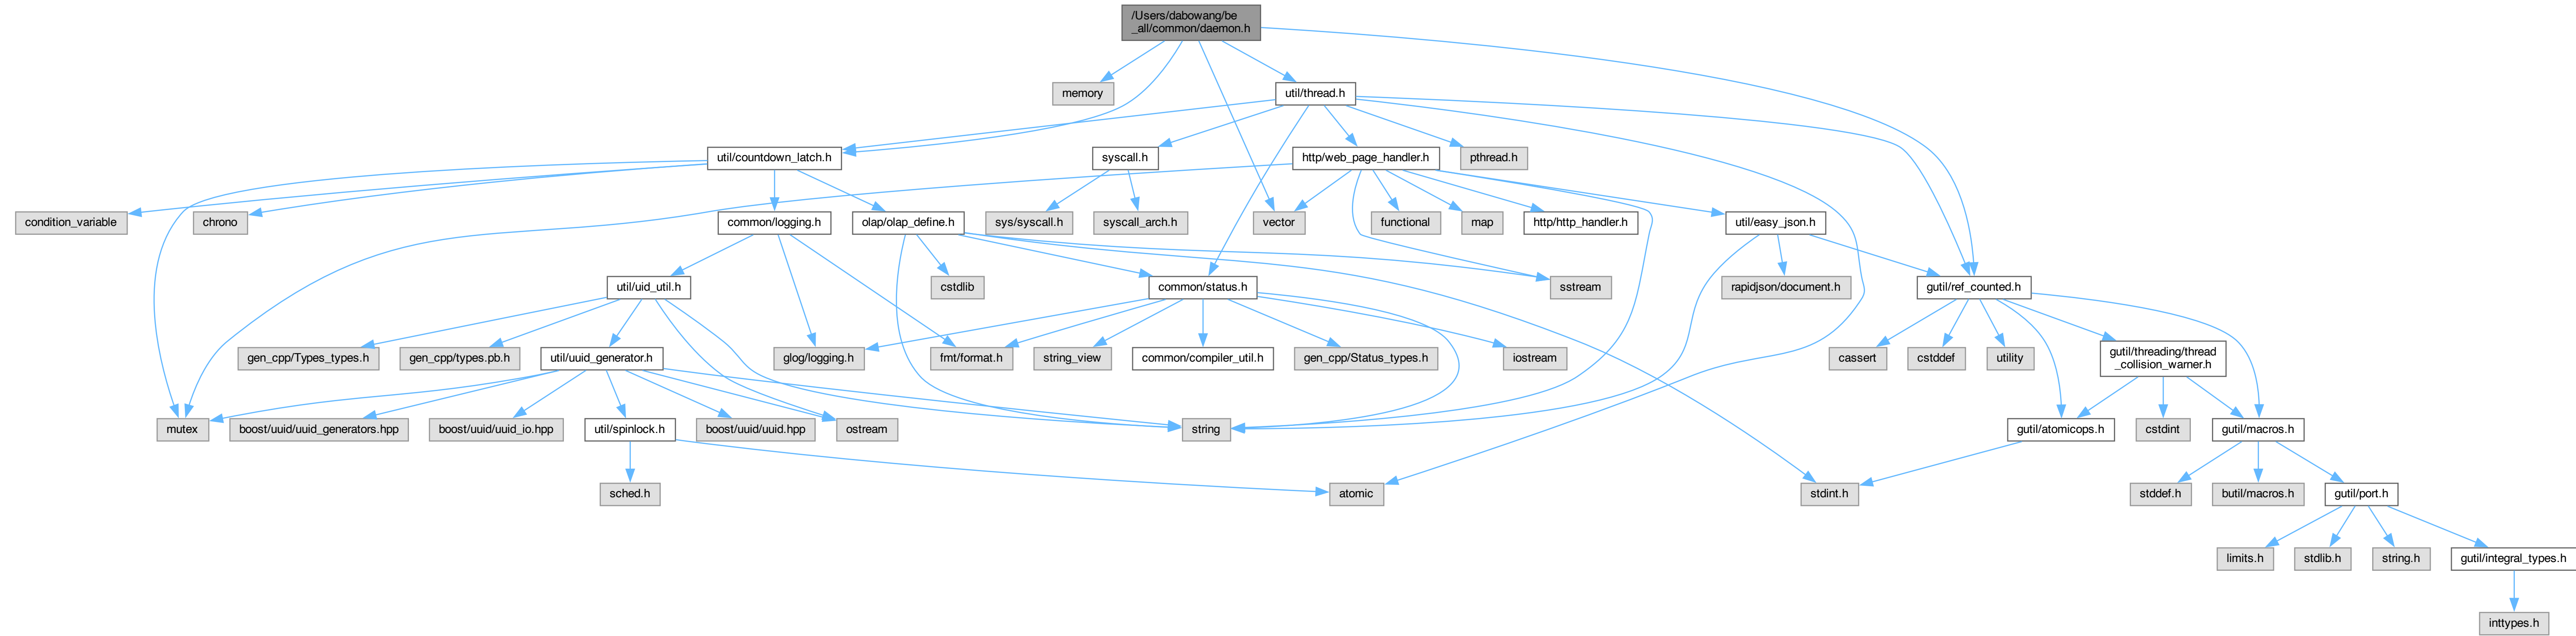 /Users/dabowang/be
_all/common/daemon.h
memory
util/thread.h
util/countdown_latch.h
syscall.h
http/web_page_handler.h
pthread.h
condition_variable
chrono
common/logging.h
olap/olap_define.h
sys/syscall.h
syscall_arch.h
vector
functional
map
http/http_handler.h
util/easy_json.h
util/uid_util.h
cstdlib
common/status.h
sstream
rapidjson/document.h
gutil/ref_counted.h
gen_cpp/Types_types.h
gen_cpp/types.pb.h
util/uuid_generator.h
glog/logging.h
fmt/format.h
string_view
common/compiler_util.h
gen_cpp/Status_types.h
iostream
cassert
cstddef
utility
gutil/threading/thread
_collision_warner.h
mutex
boost/uuid/uuid_generators.hpp
boost/uuid/uuid_io.hpp
util/spinlock.h
boost/uuid/uuid.hpp
ostream
string
gutil/atomicops.h
cstdint
gutil/macros.h
sched.h
atomic
stdint.h
stddef.h
butil/macros.h
gutil/port.h
limits.h
stdlib.h
string.h
gutil/integral_types.h
inttypes.h